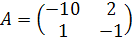 A = (−10 2
1 −1)